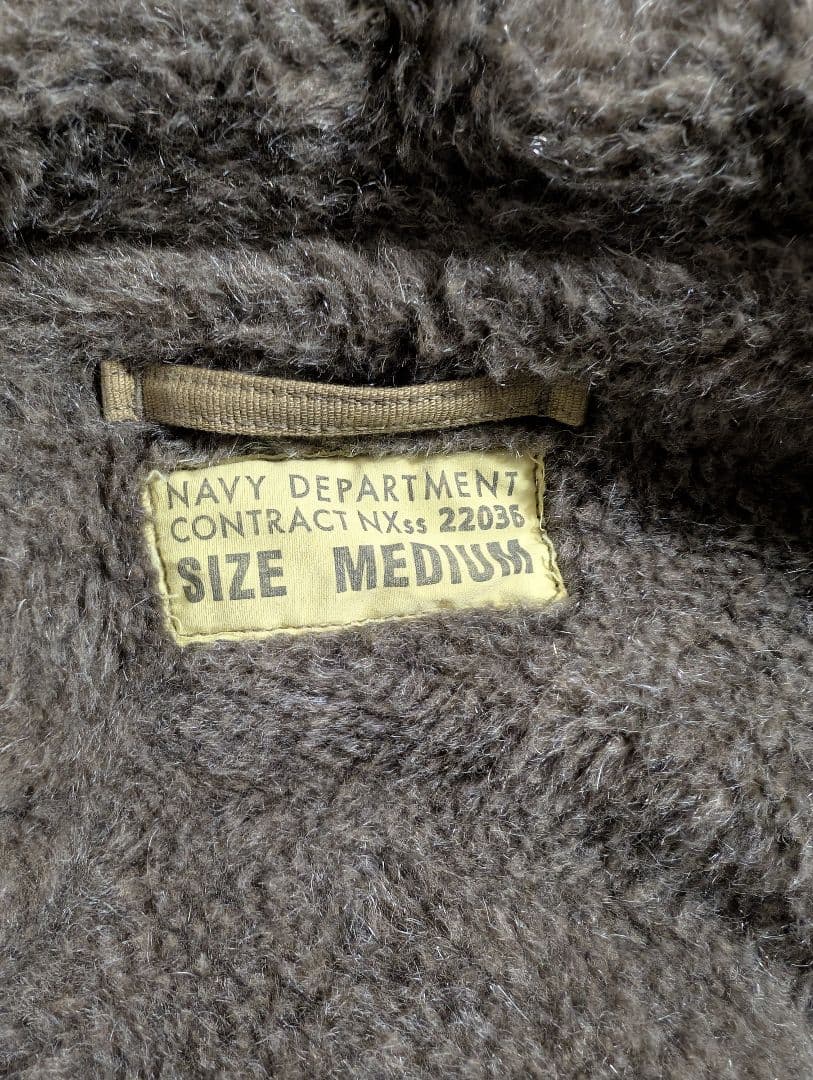 NAVY DEPARTMENT
CONTRACT NXss 22036
SIZE MEDIUM